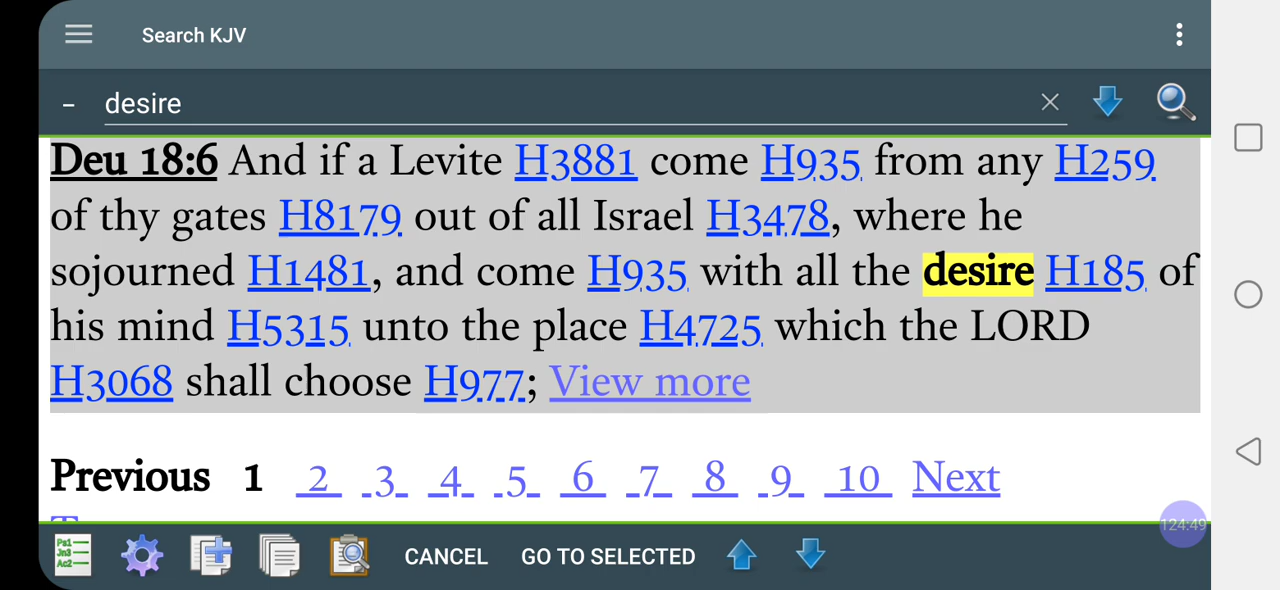 Search KJV
– desire
Deu 18:6 And if a Levite H3881 come H935 from any H259
of thy gates H8179 out of all Israel H3478, where he
sojourned H1481, and come H935 with all the desire H185 of
his mind H5315 unto the place H4725 which the LORD
H3068 shall choose H977; View more
Previous 1 2 3 4 5 6 7 8 9 10 Next
124:49
Ps1
Jn3
Ac2
CANCEL GO TO SELECTED